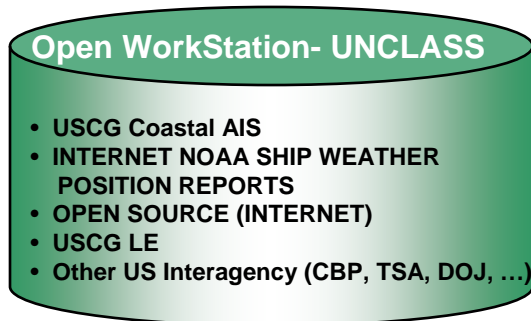 Open WorkStation- UNCLASS
• USCG Coastal AIS
• INTERNET NOAA SHIP WEATHER
POSITION REPORTS
• OPEN SOURCE (INTERNET)
• USCG LE
• Other US Interagency (CBP, TSA, DOJ, …)